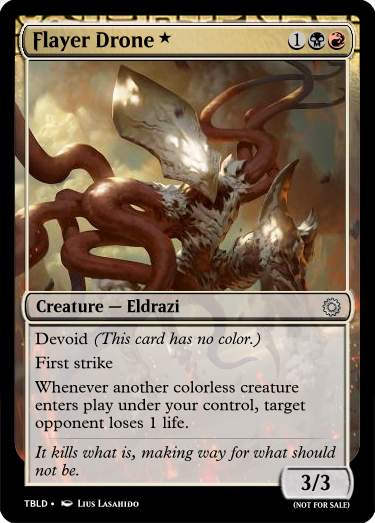 Flayer Drone ★ 1
Creature — Eldrazi
Devoid (This card has no color.)
First strike
Whenever another colorless creature
enters play under your control, target
opponent loses 1 life.
It kills what is, making way for what should
not be.
3/3
TBLD • Lius Lasahido
(NOT FOR SALE)